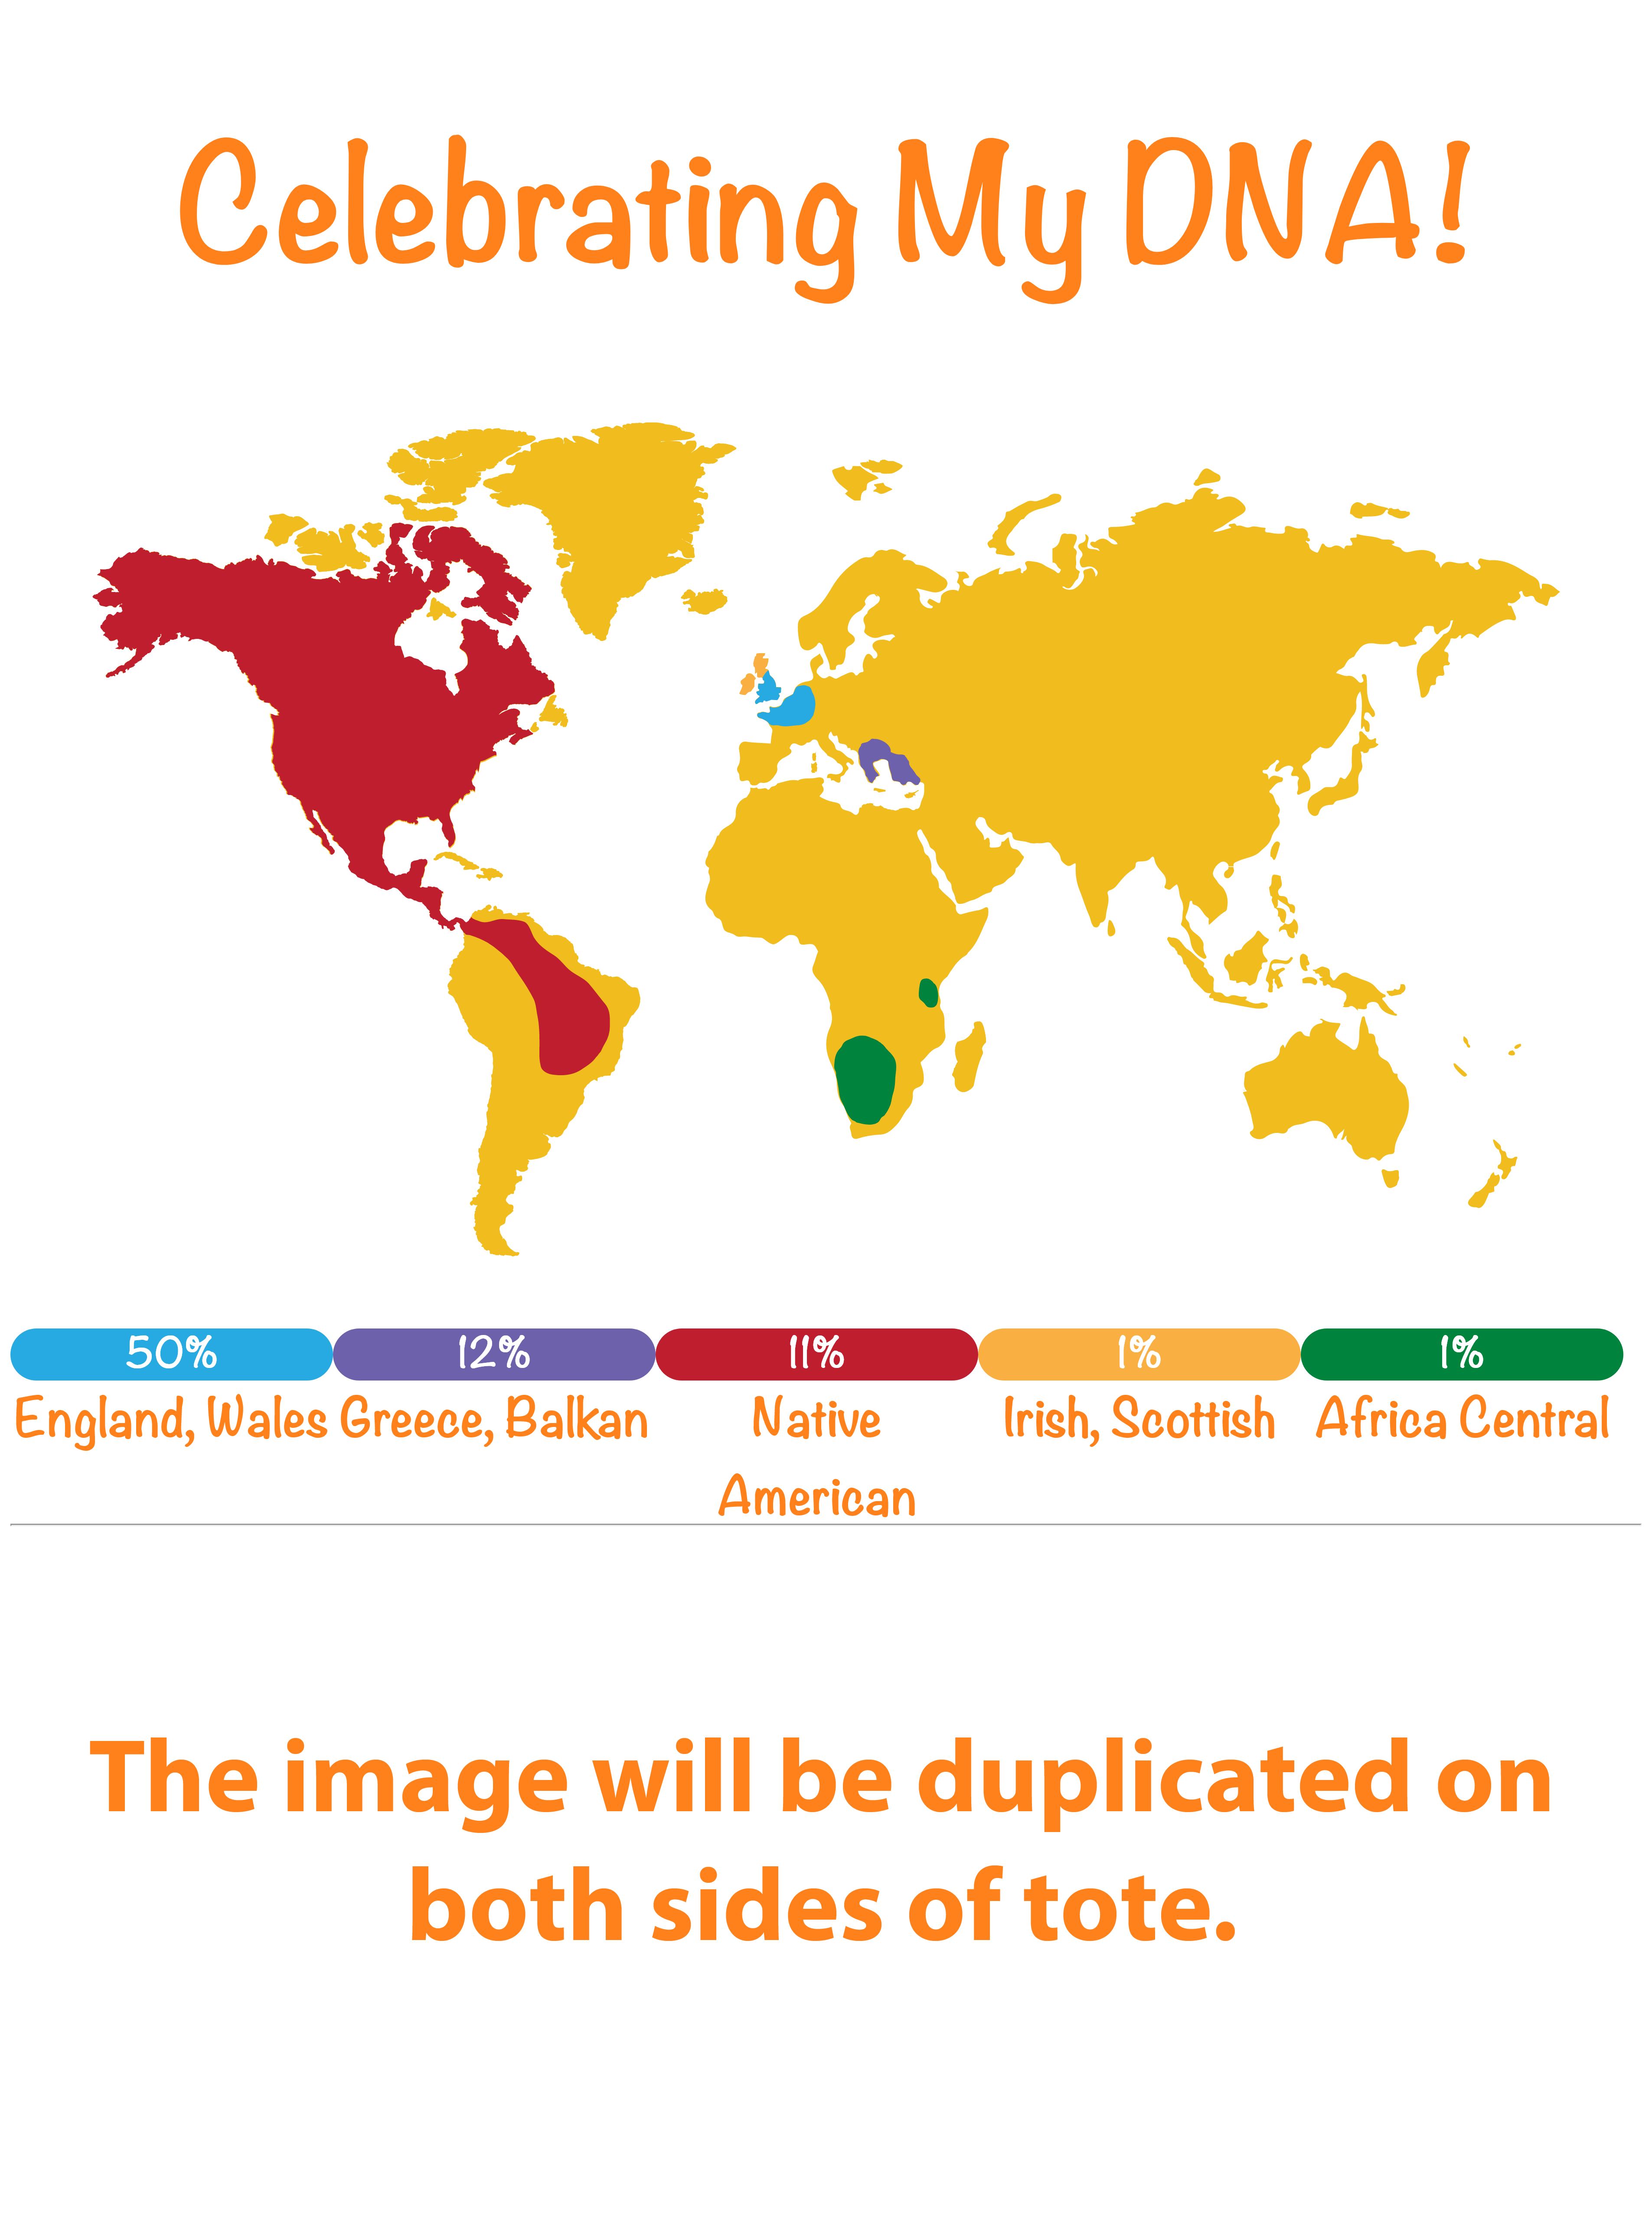 Celebrating My DNA!
50% 12% 11% 1% 1%
England, Wales Greece, Balkan Native Irish, Scottish Africa Central
American
The image will be duplicated on
both sides of tote.